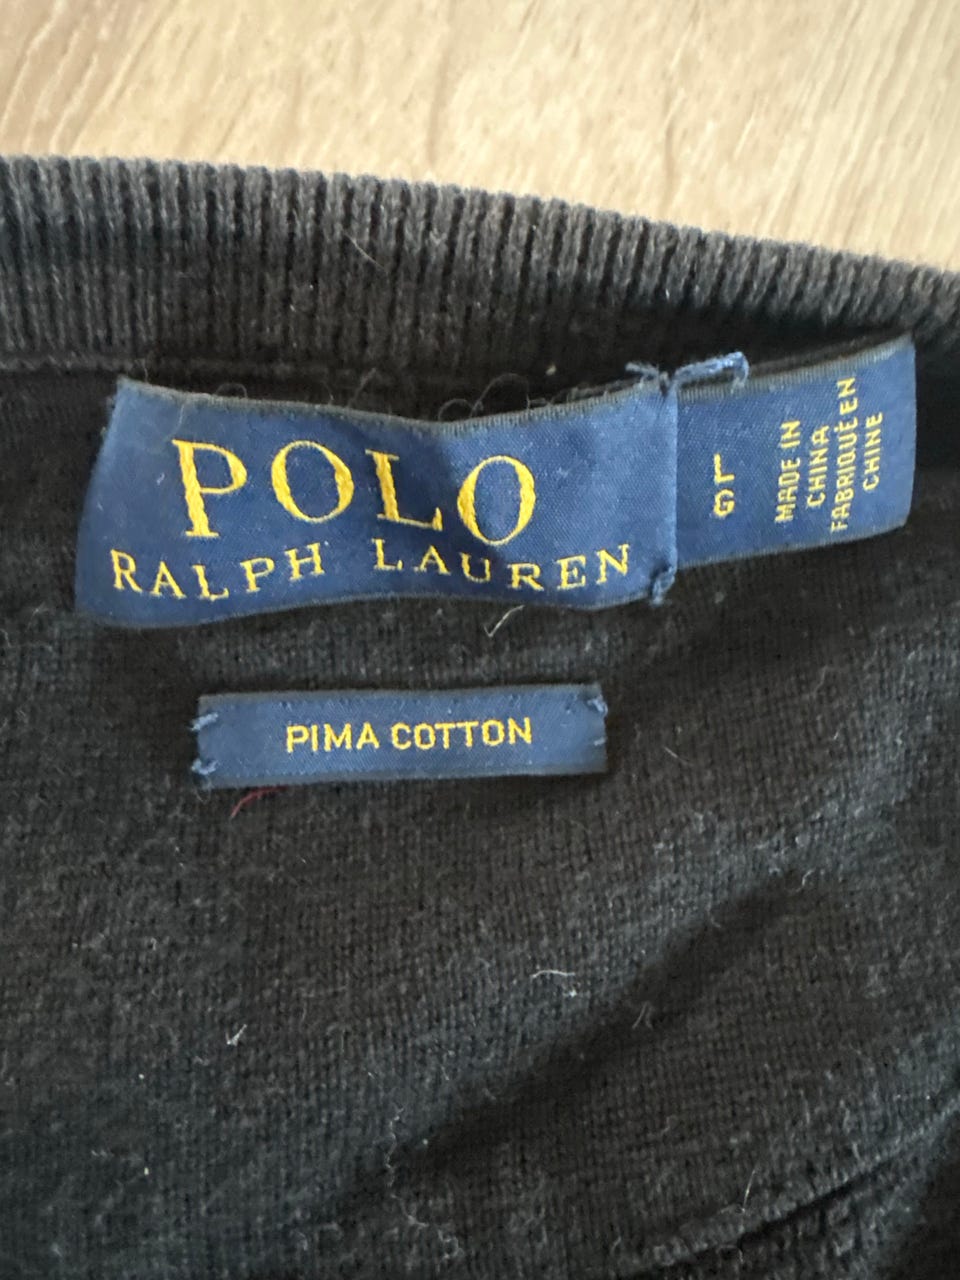 POLO
RALPH LAUREN
MADE IN
CHINA
FABRIQUÉ EN
CHINE
PIMA COTTON